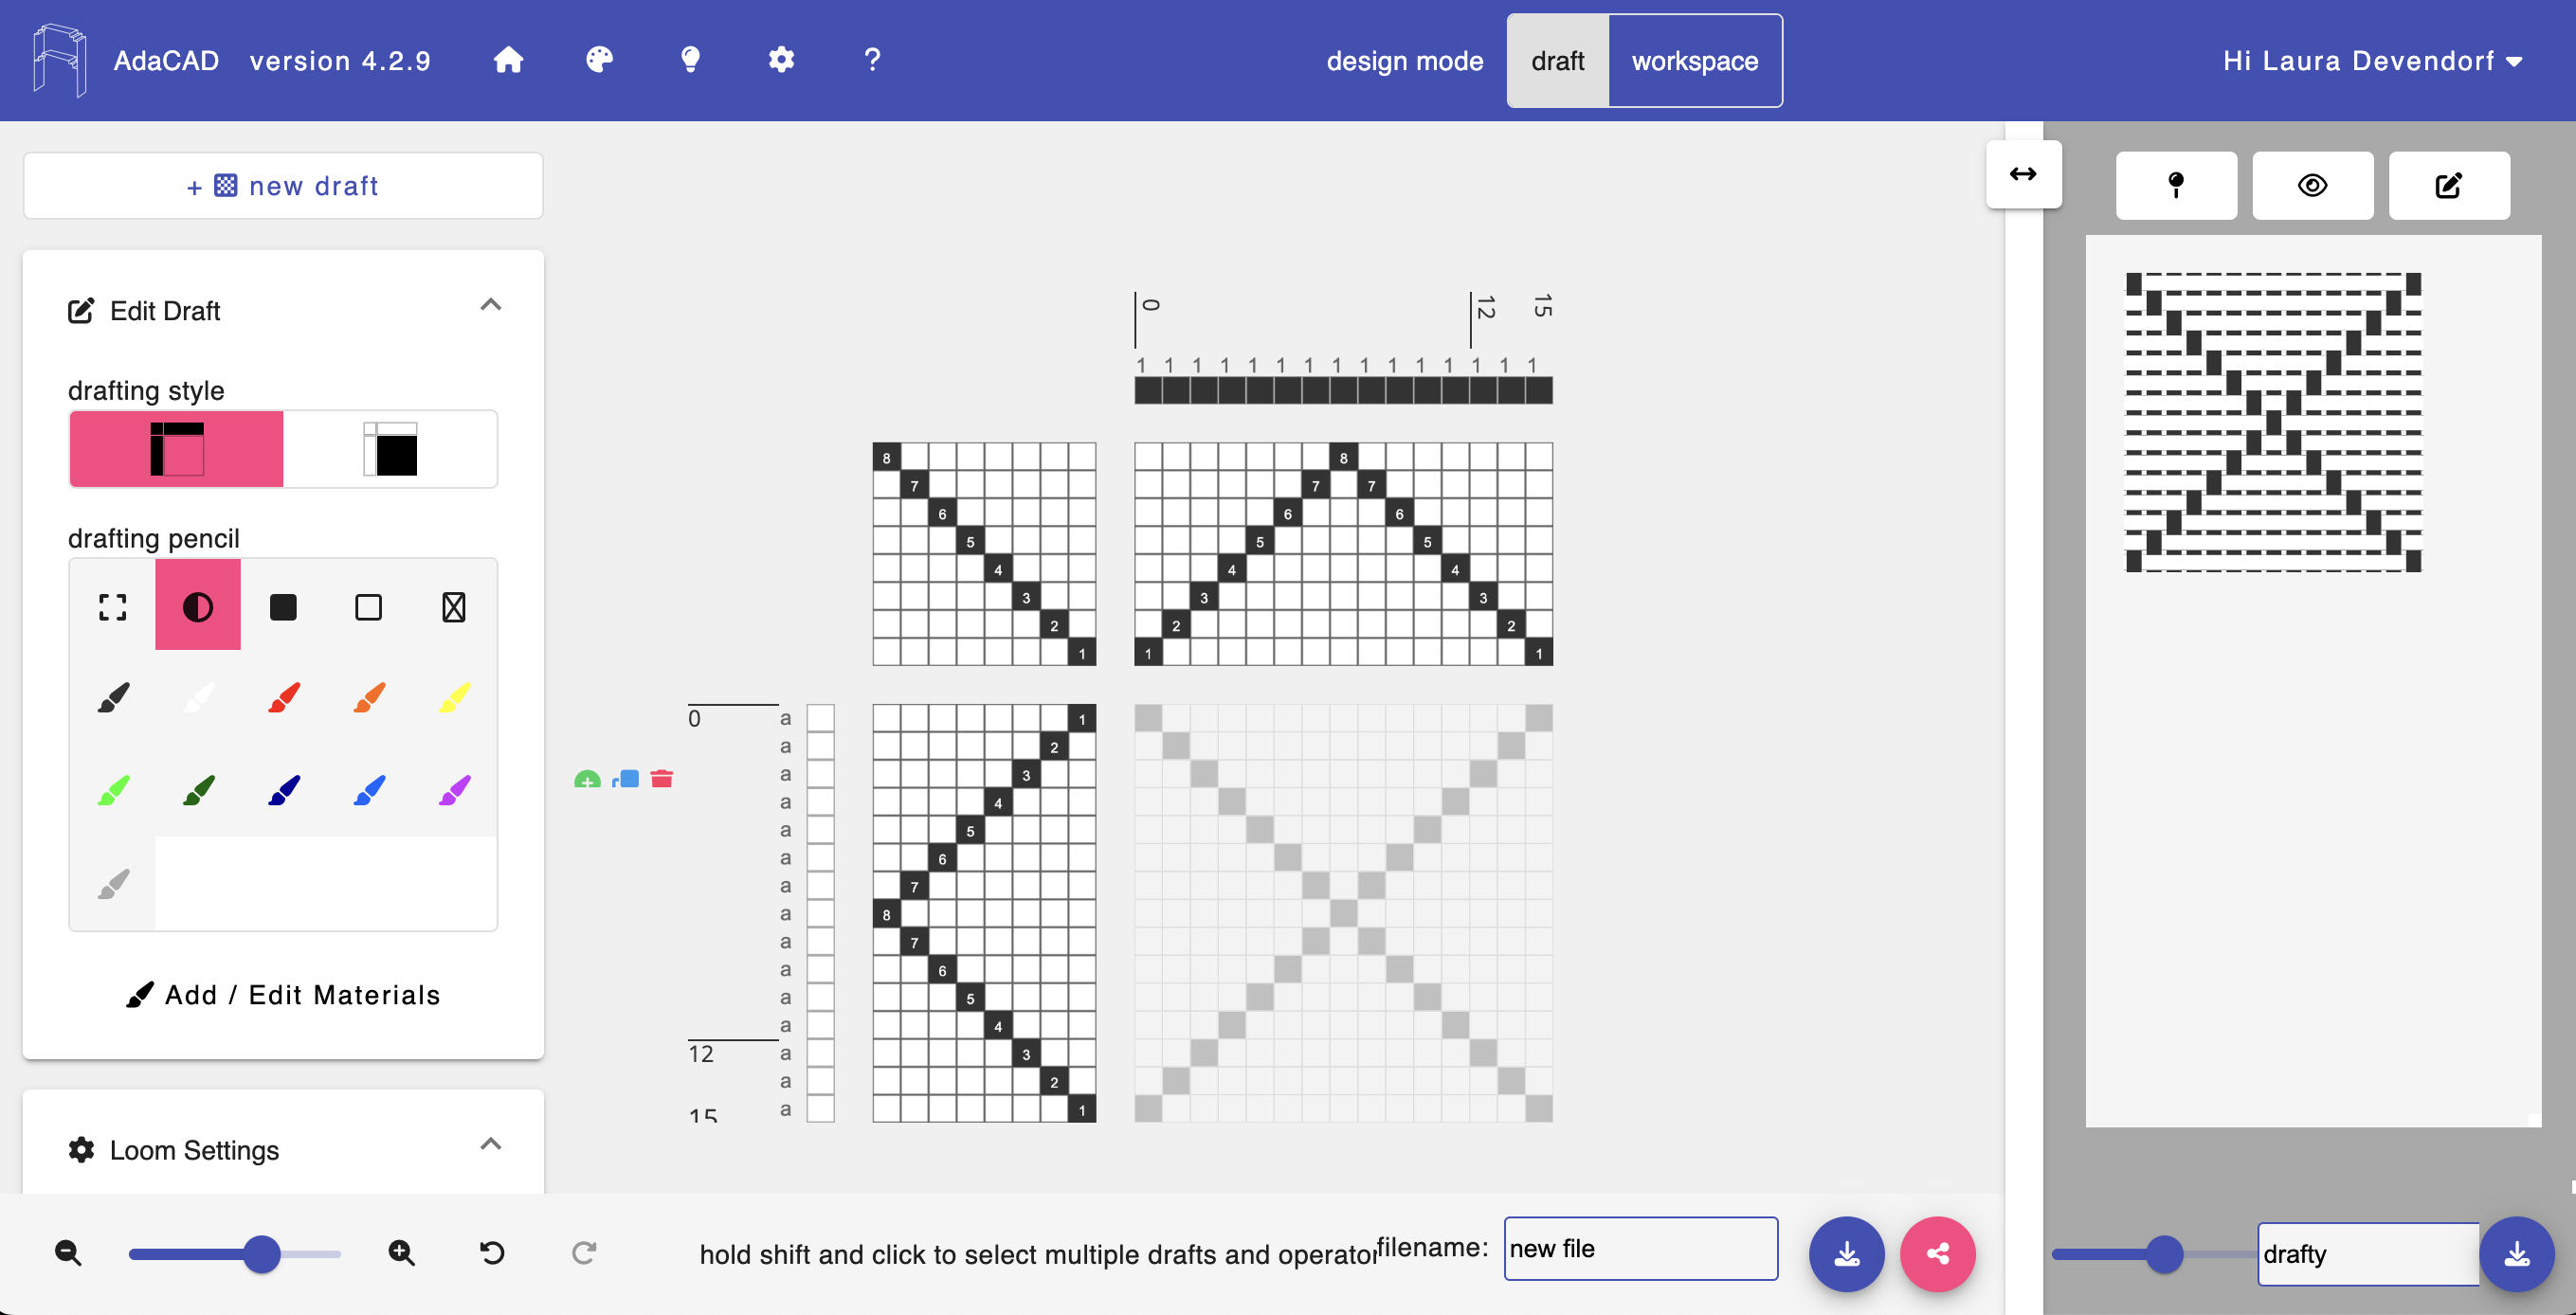 AdaCAD version 4.2.9 ? design mode draft workspace Hi Laura Devendorf
+ new draft
Edit Draft
drafting style
drafting pencil
Add / Edit Materials
Loom Settings
0 12 15
1 1 1 1 1 1 1 1 1 1 1 1 1 1 1
8 8
7 7 7
6 6 6
5 5 5
4 4 4
3 3 3
2 2 2
1 1 1
0 a 1
a 2
a 3
a 4
a 5
a 6
a 7
a 8
a 7
a 6
a 5
a 4
12 a 3
a 2
15 a 1
hold shift and click to select multiple drafts and operator
filename: new file
drafty